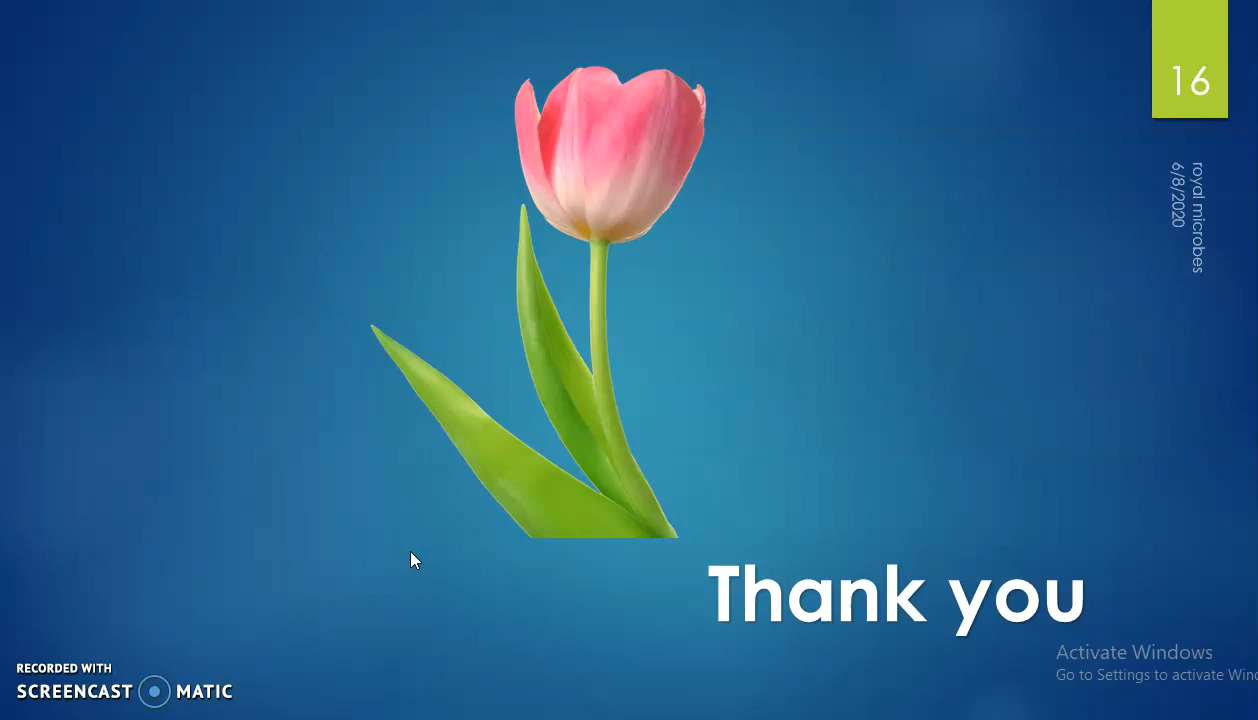 16
royal microbes
6/8/2020
Thank you
Activate Windows
Go to Settings to activate Wind
RECORDED WITH
SCREENCAST MATIC